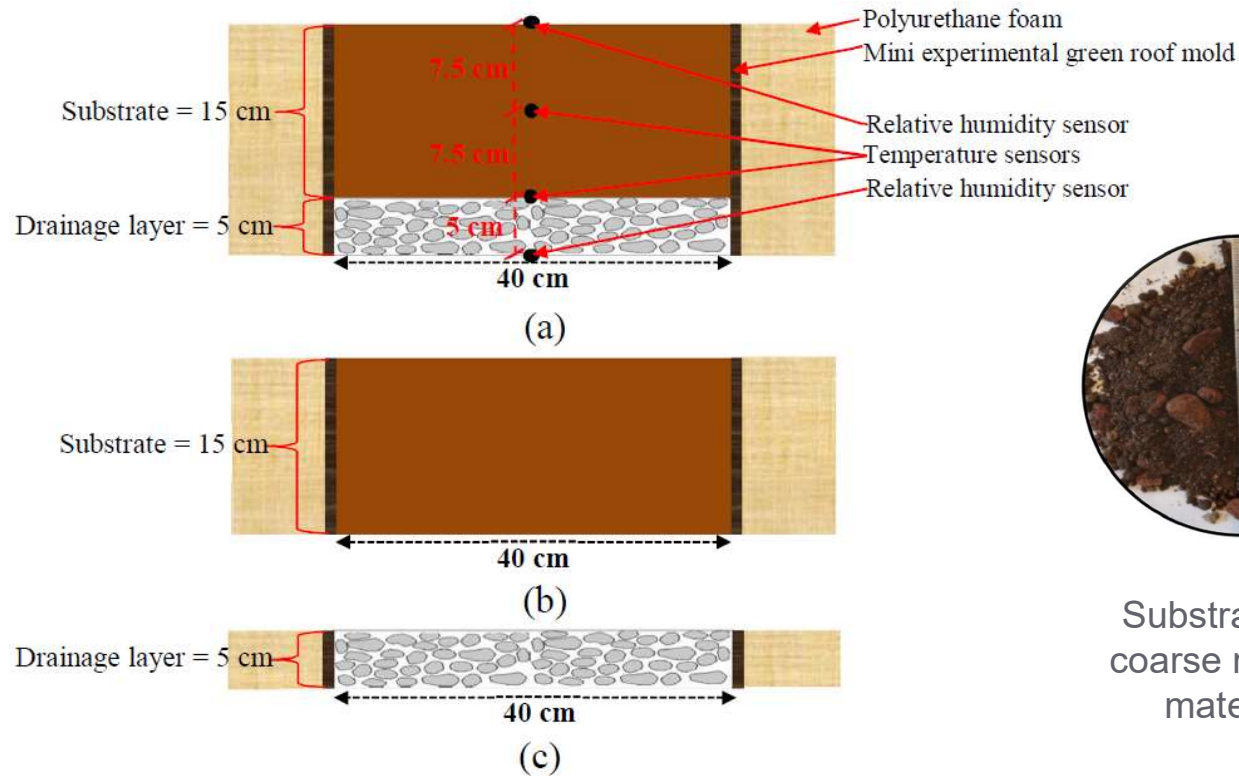 Polyurethane foam
Mini experimental green roof mold
7.5 cm
Substrate = 15 cm
Relative humidity sensor
7.5 cm
Temperature sensors
Relative humidity sensor
Drainage layer = 5 cm
5 cm
40 cm
(a)
Substrate = 15 cm
40 cm
(b)
Drainage layer = 5 cm
40 cm
(c)
coarse